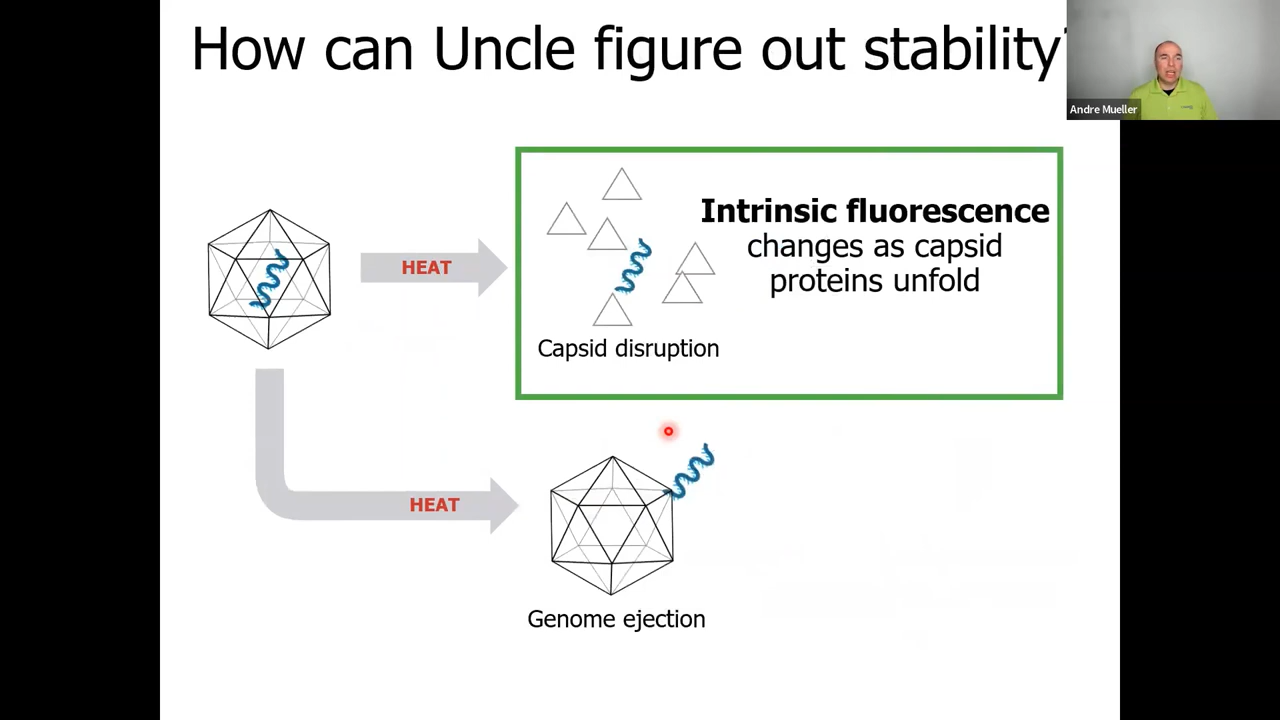 How can Uncle figure out stability?
Andre Mueller
HEAT
Intrinsic fluorescence
changes as capsid
proteins unfold
Capsid disruption
HEAT
Genome ejection